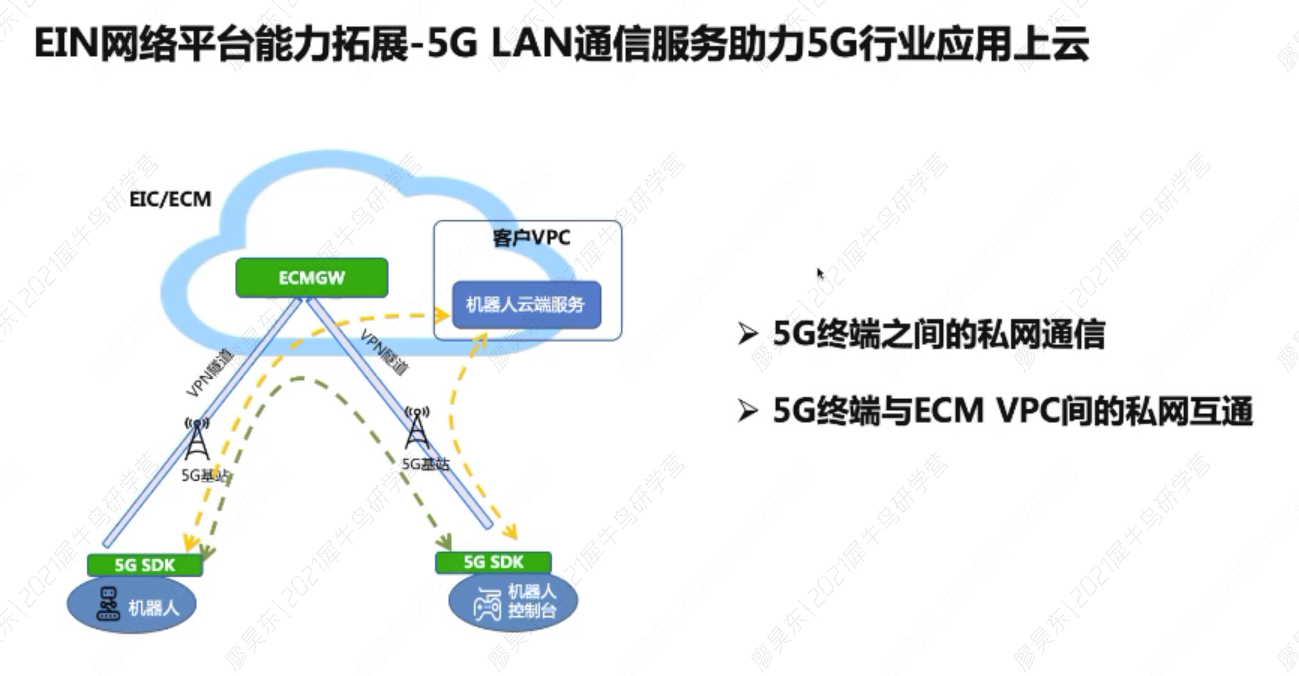 EIN网络平台能力拓展-5G LAN通信服务助力5G行业应用上云
EIC/ECM
客户VPC
ECMGW
机器人云端服务
VPN隧道
VPN隧道
5G基站
5G基站
5G SDK
机器人
5G SDK
机器人
控制台
➢ 5G终端之间的私网通信
➢ 5G终端与ECM VPC间的私网互通
廖昊东|2021犀牛鸟研学营